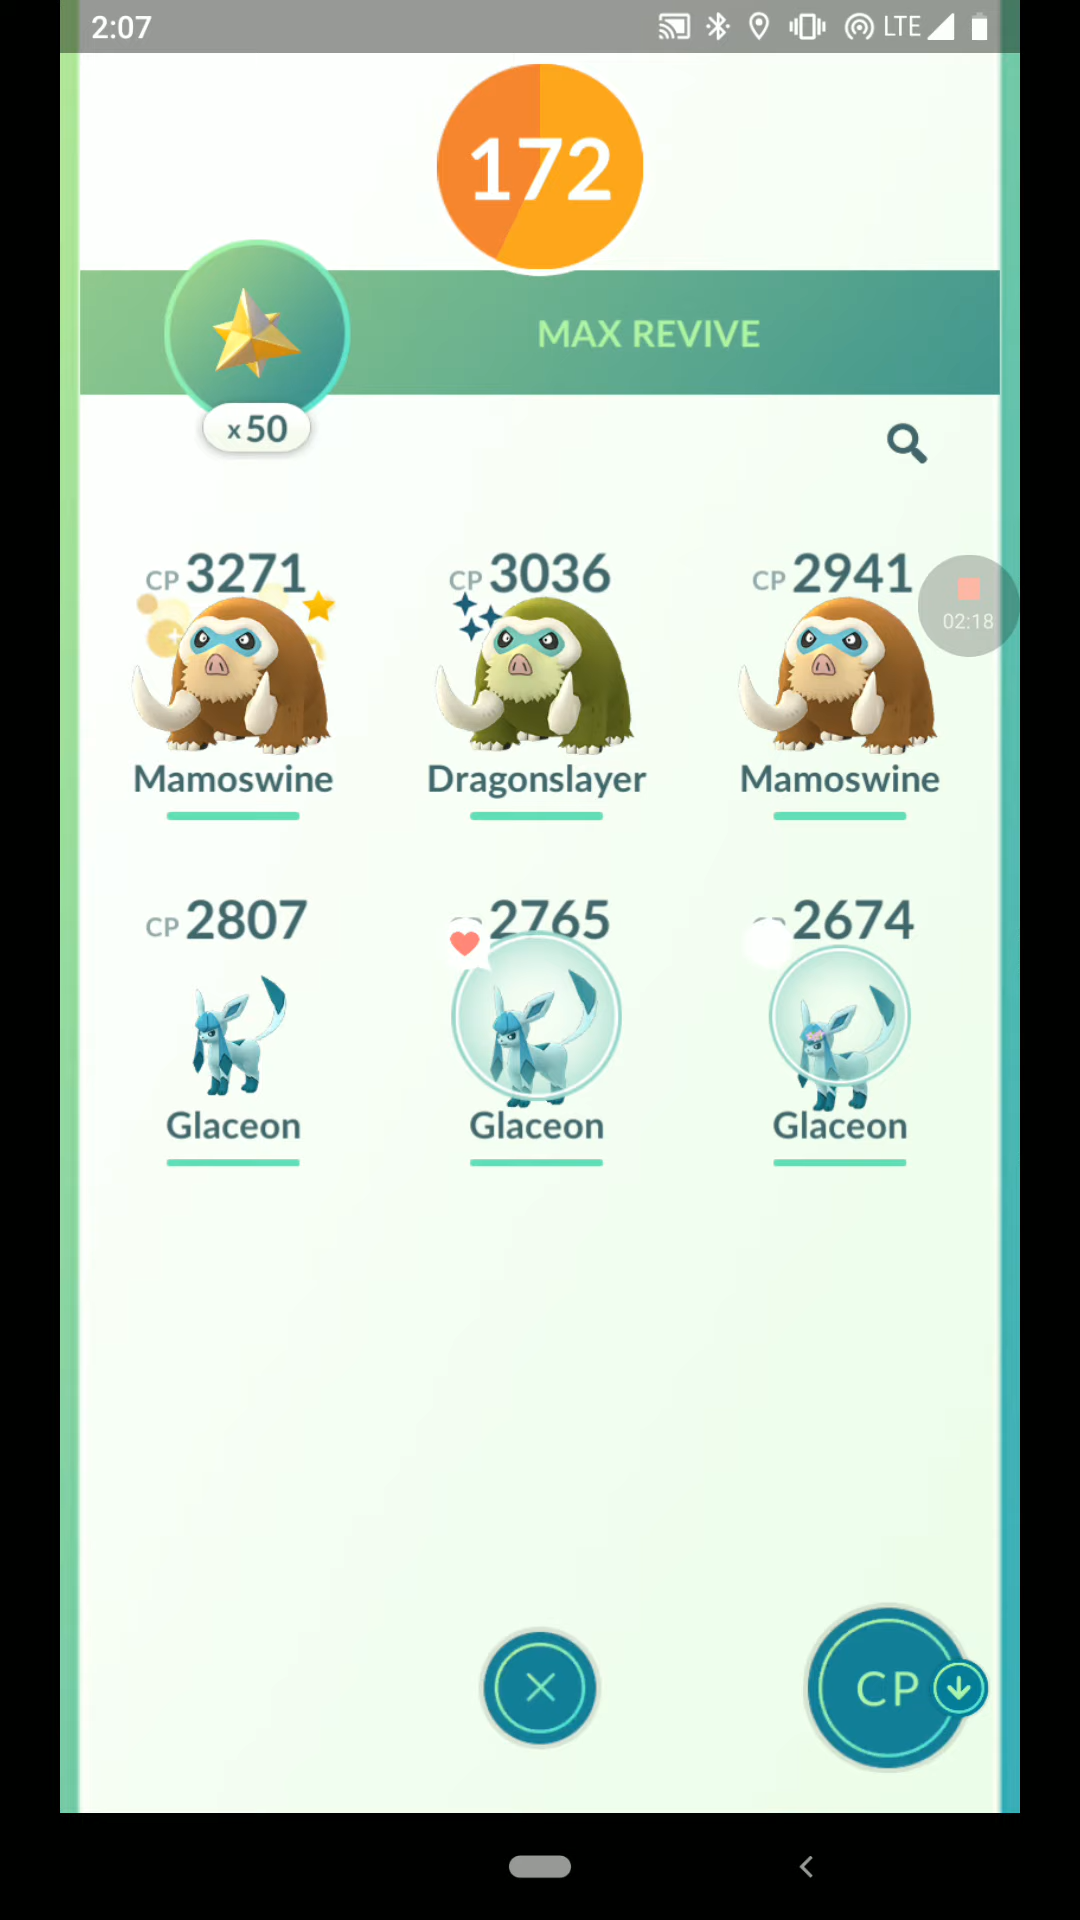 2:07 LTE
172
MAX REVIVE
x 50
CP 3271 CP 3036 CP 2941
02:18
Mamoswine Dragonslayer Mamoswine
CP 2807 2765 2674
Glaceon Glaceon Glaceon
CP